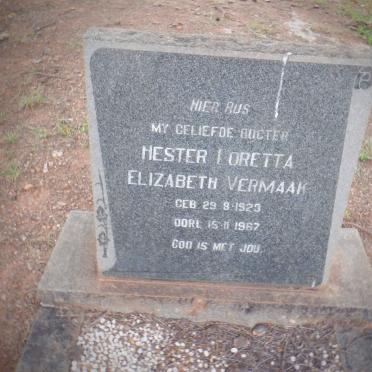 HIER RUS
MY GELIEFDE DOGTER
HESTER LORETTA
ELIZABETH VERMAAK
GEB. 29·8·1923
OORL. 15·11·1967
GOD IS MET JOU.